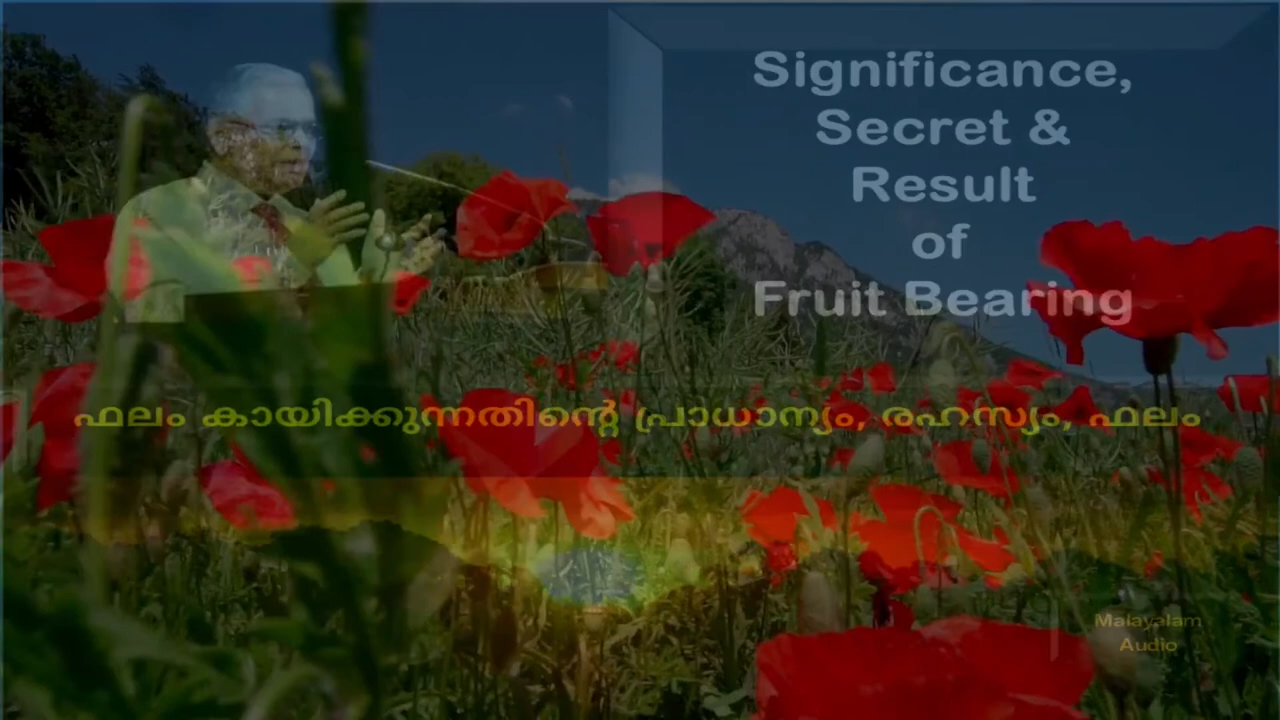 Significance,
Secret &
Result
of
Fruit Bearing
ഫലം കായിക്കുന്നതിന്റെ പ്രാധാന്യം, രഹസ്യം, ഫലം
Malayalam
Audio